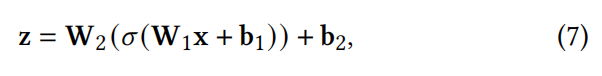 z = W₂(σ(W₁x + b₁)) + b₂, (7)